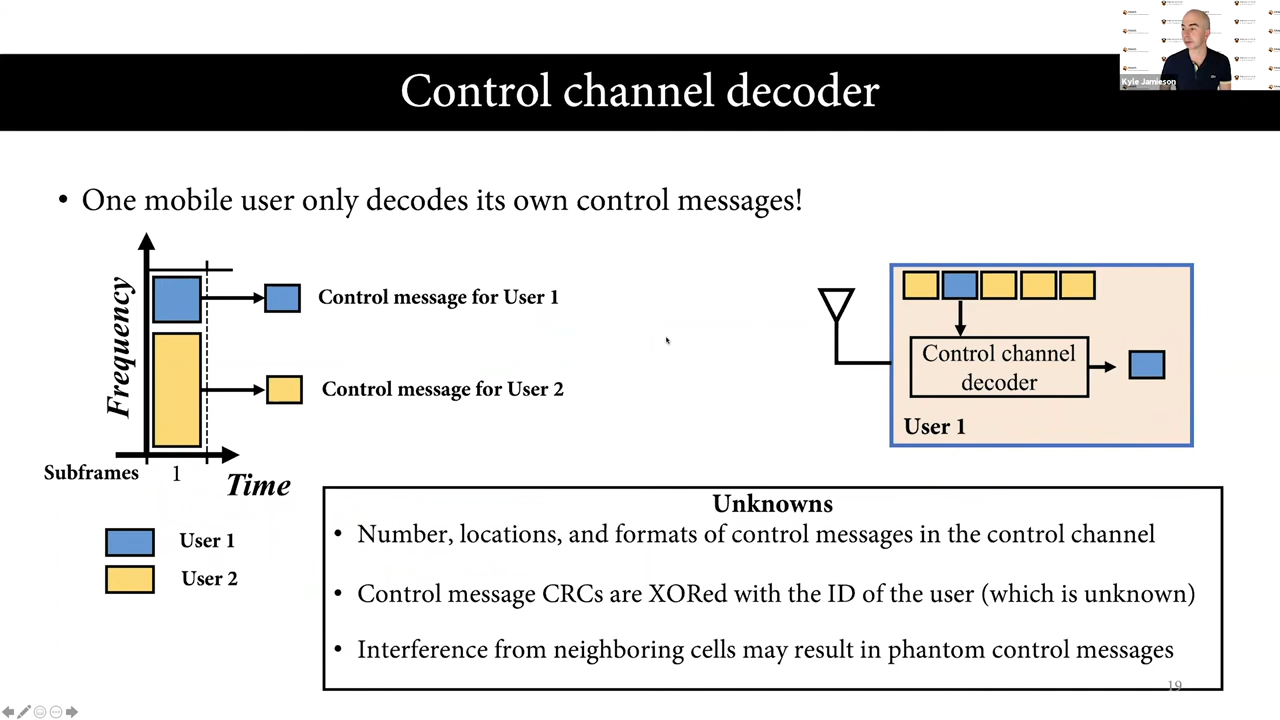 Kyle Jamieson
Control channel decoder
• One mobile user only decodes its own control messages!
Frequency
Control message for User 1
Control message for User 2
Subframes
1
Time
User 1
User 2
Control channel
decoder
User 1
Unknowns
• Number, locations, and formats of control messages in the control channel
• Control message CRCs are XORed with the ID of the user (which is unknown)
• Interference from neighboring cells may result in phantom control messages
19